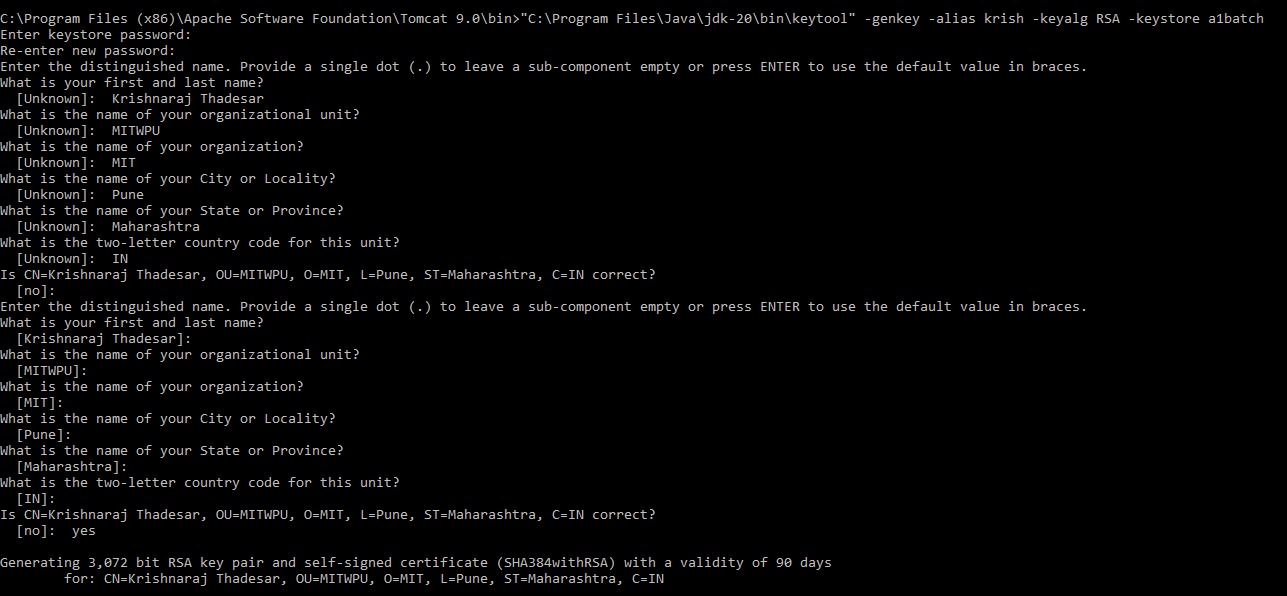 C:\Program Files (x86)\Apache Software Foundation\Tomcat 9.0\bin>"C:\Program Files\Java\jdk-20\bin\keytool" -genkey -alias krish -keyalg RSA -keystore a1batch
Enter keystore password:
Re-enter new password:
Enter the distinguished name. Provide a single dot (.) to leave a sub-component empty or press ENTER to use the default value in braces.
What is your first and last name?
  [Unknown]:  Krishnaraj Thadesar
What is the name of your organizational unit?
  [Unknown]:  MITWPU
What is the name of your organization?
  [Unknown]:  MIT
What is the name of your City or Locality?
  [Unknown]:  Pune
What is the name of your State or Province?
  [Unknown]:  Maharashtra
What is the two-letter country code for this unit?
  [Unknown]:  IN
Is CN=Krishnaraj Thadesar, OU=MITWPU, O=MIT, L=Pune, ST=Maharashtra, C=IN correct?
  [no]:
Enter the distinguished name. Provide a single dot (.) to leave a sub-component empty or press ENTER to use the default value in braces.
What is your first and last name?
  [Krishnaraj Thadesar]:
What is the name of your organizational unit?
  [MITWPU]:
What is the name of your organization?
  [MIT]:
What is the name of your City or Locality?
  [Pune]:
What is the name of your State or Province?
  [Maharashtra]:
What is the two-letter country code for this unit?
  [IN]:
Is CN=Krishnaraj Thadesar, OU=MITWPU, O=MIT, L=Pune, ST=Maharashtra, C=IN correct?
  [no]:  yes
Generating 3,072 bit RSA key pair and self-signed certificate (SHA384withRSA) with a validity of 90 days
        for: CN=Krishnaraj Thadesar, OU=MITWPU, O=MIT, L=Pune, ST=Maharashtra, C=IN